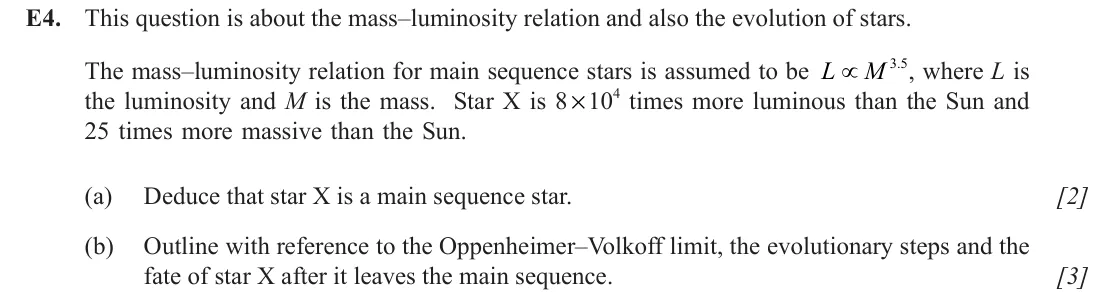 E4. This question is about the mass–luminosity relation and also the evolution of stars.
The mass–luminosity relation for main sequence stars is assumed to be L ∝ M^3.5, where L is
the luminosity and M is the mass. Star X is 8×10^4 times more luminous than the Sun and
25 times more massive than the Sun.
(a) Deduce that star X is a main sequence star. [2]
(b) Outline with reference to the Oppenheimer–Volkoff limit, the evolutionary steps and the
fate of star X after it leaves the main sequence. [3]